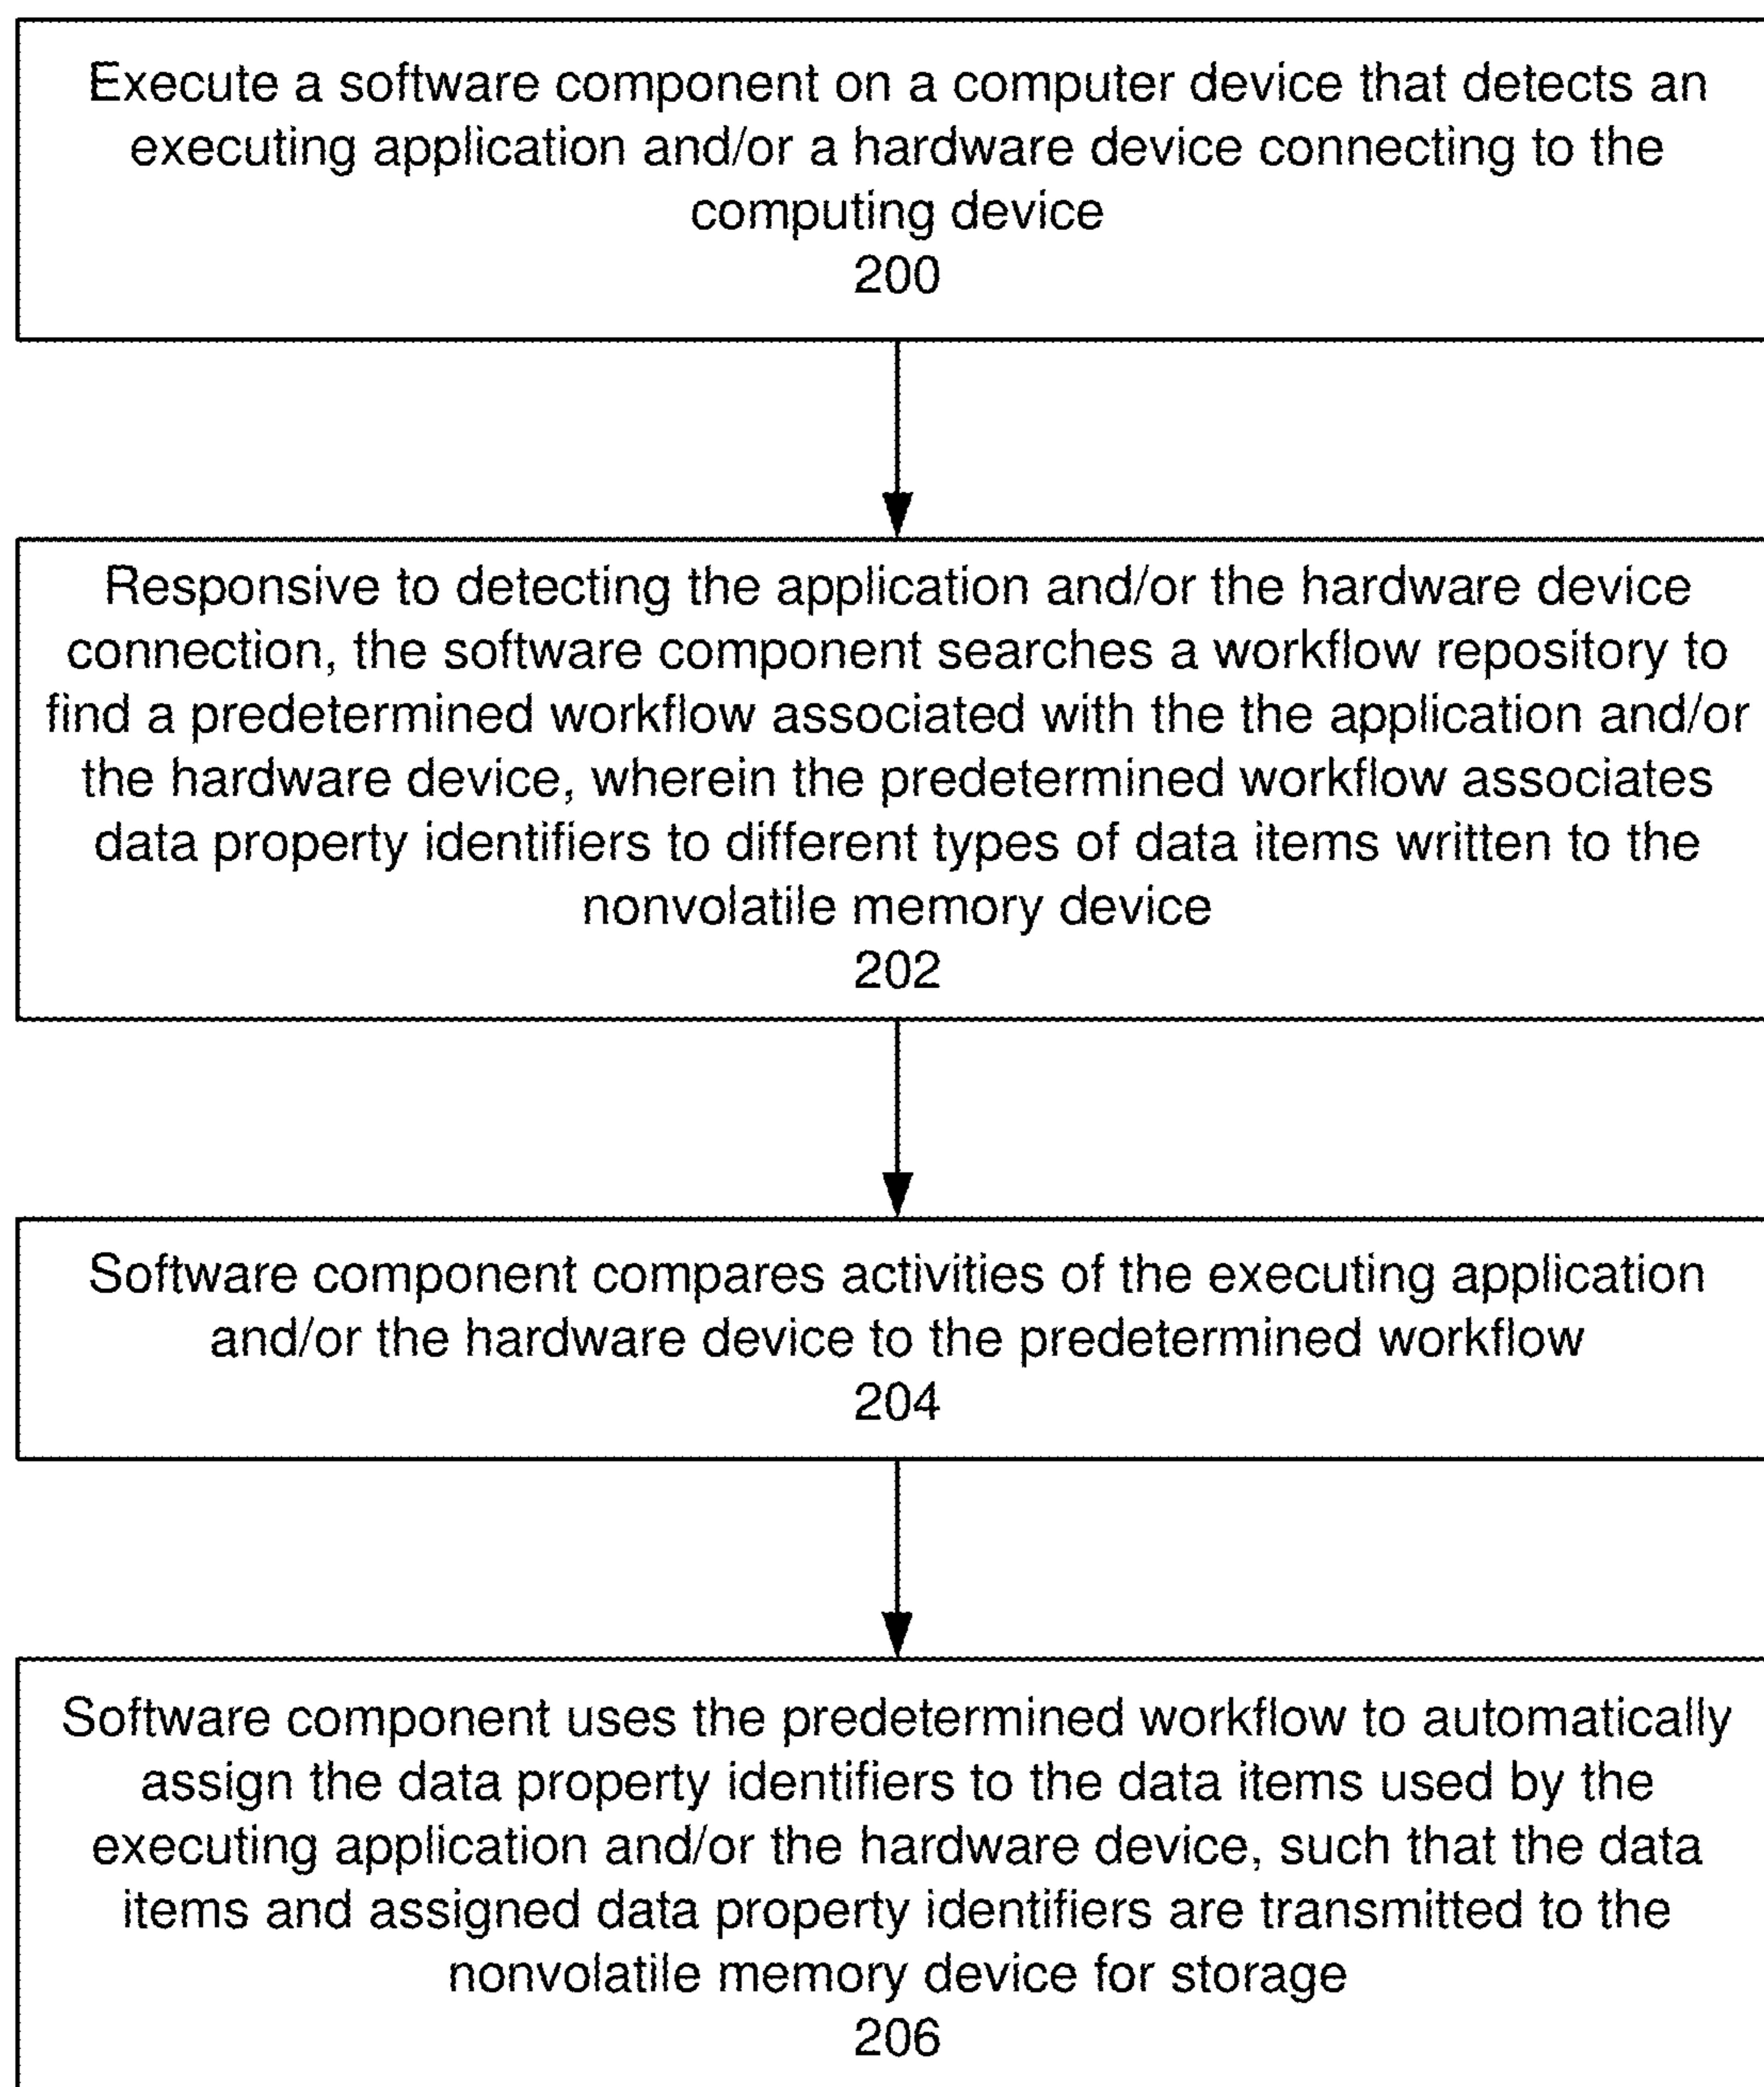 Execute a software component on a computer device that detects an
executing application and/or a hardware device connecting to the
computing device
200
Responsive to detecting the application and/or the hardware device
connection, the software component searches a workflow repository to
find a predetermined workflow associated with the the application and/or
the hardware device, wherein the predetermined workflow associates
data property identifiers to different types of data items written to the
nonvolatile memory device
202
Software component compares activities of the executing application
and/or the hardware device to the predetermined workflow
204
Software component uses the predetermined workflow to automatically
assign the data property identifiers to the data items used by the
executing application and/or the hardware device, such that the data
items and assigned data property identifiers are transmitted to the
nonvolatile memory device for storage
206